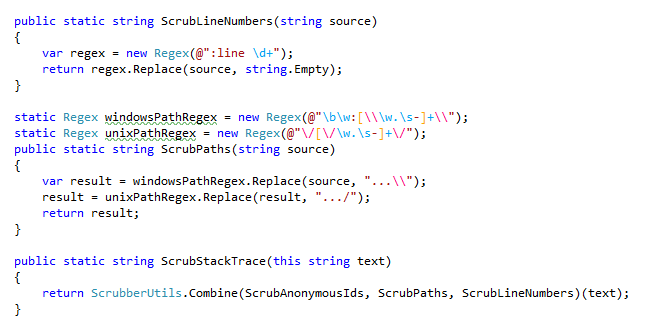 public static string ScrubLineNumbers(string source)
{
    var regex = new Regex(@":line \d+");
    return regex.Replace(source, string.Empty);
}

static Regex windowsPathRegex = new Regex(@"\b\w:[\\\w.\s-]+\\");
static Regex unixPathRegex = new Regex(@"\/[\/\w.\s-]+\/");
public static string ScrubPaths(string source)
{
    var result = windowsPathRegex.Replace(source, "...\\");
    result = unixPathRegex.Replace(result, ".../");
    return result;
}

public static string ScrubStackTrace(this string text)
{
    return ScrubberUtils.Combine(ScrubAnonymousIds, ScrubPaths, ScrubLineNumbers)(text);
}